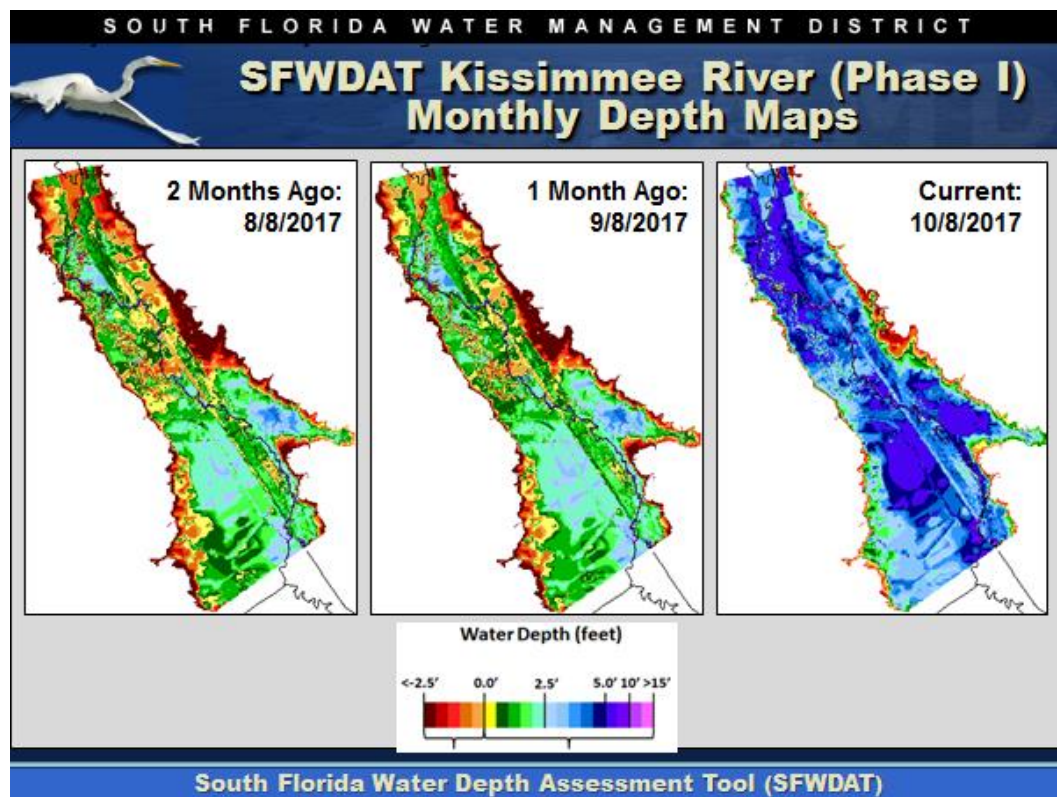 SOUTH FLORIDA WATER MANAGEMENT DISTRICT
SFWDAT Kissimmee River (Phase I)
Monthly Depth Maps
2 Months Ago:
8/8/2017
1 Month Ago:
9/8/2017
Current:
10/8/2017
Water Depth (feet)
<-2.5' 0.0' 2.5' 5.0' 10' >15'
South Florida Water Depth Assessment Tool (SFWDAT)